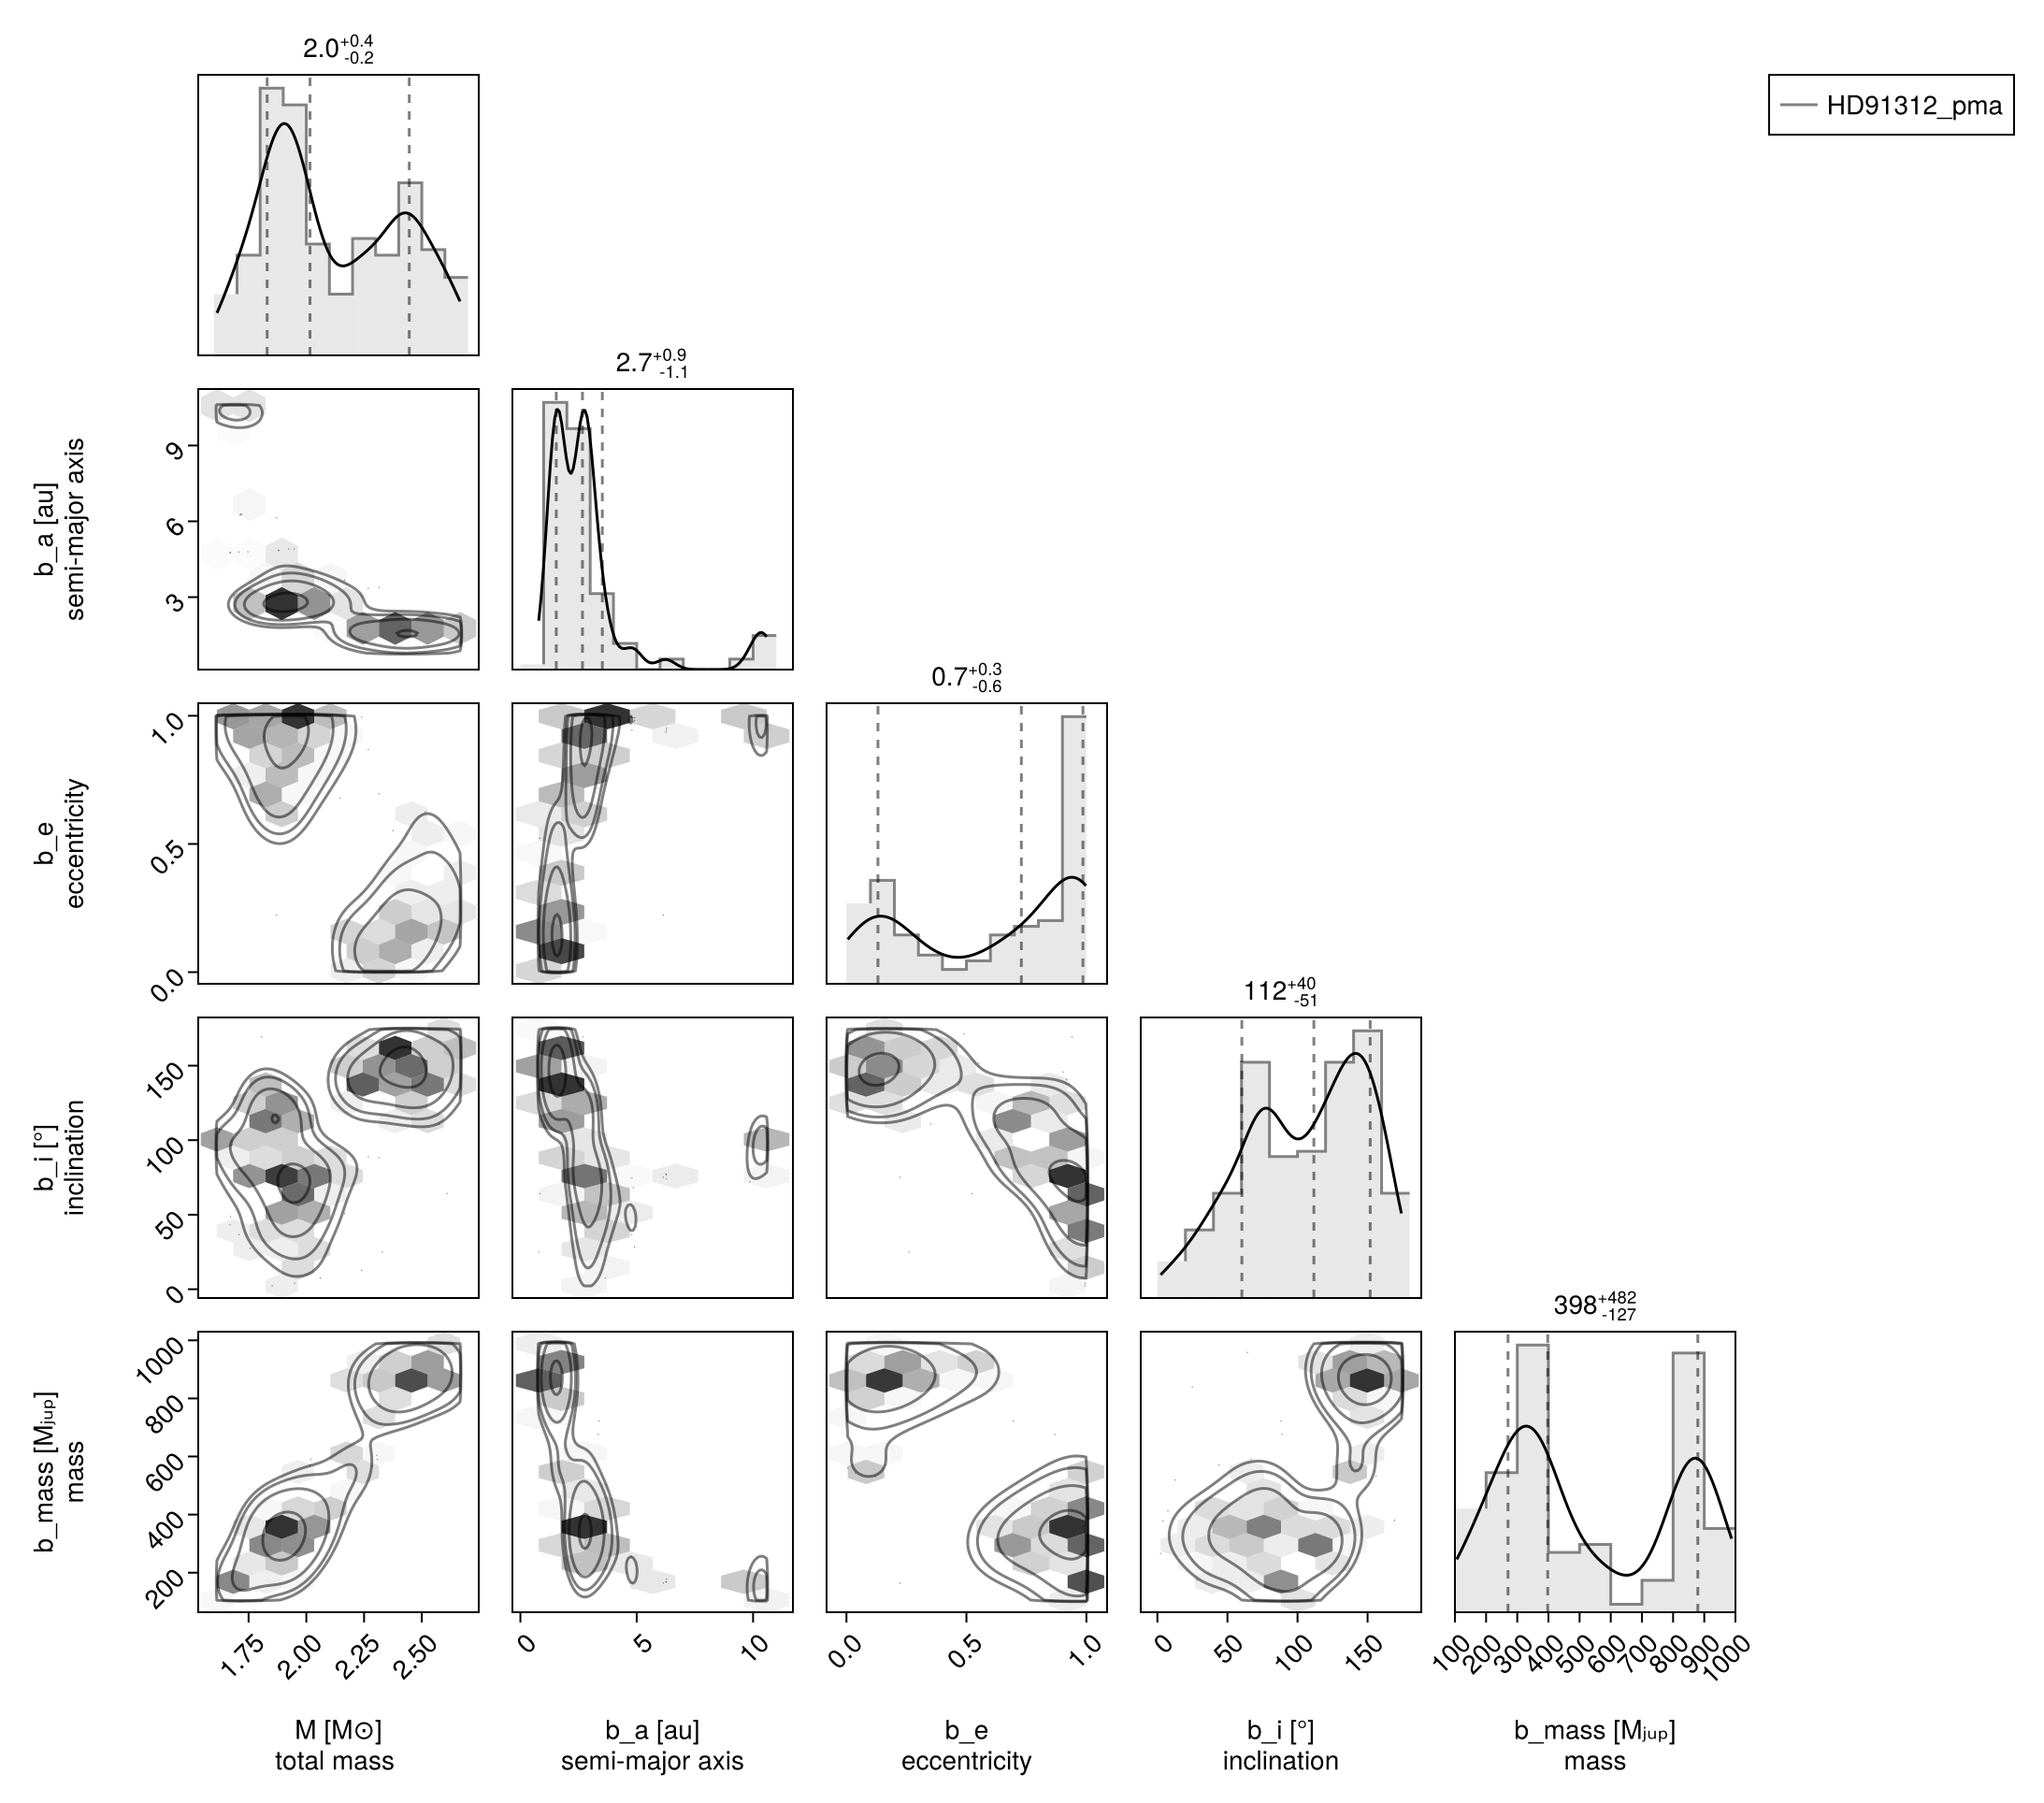 2.0+0.4
-0.2
HD91312_pma
2.7+0.9
-1.1
b_a [au]
semi-major axis
9
6
3
0.7+0.3
-0.6
b_e
eccentricity
1.0
0.5
0.0
112+40
-51
b_i [°]
inclination
150
100
50
0
398+482
-127
b_mass [Mⱼᵤₚ]
mass
1000
800
600
400
200
1.75 2.00 2.25 2.50
0 5 10
0.0 0.5 1.0
0 50 100 150
100 200 300 400 500 600 700 800 900 1000
M [M⊙]
total mass
b_a [au]
semi-major axis
b_e
eccentricity
b_i [°]
inclination
b_mass [Mⱼᵤₚ]
mass